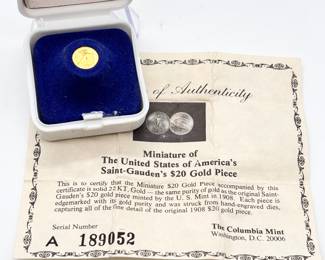 of Authenticity
Miniature of
The United States of America's
Saint-Gauden's $20 Gold Piece
This is to certify that the Miniature $20 Gold Piece accompanied by this
certificate is solid 22 KT. Gold — the same purity of gold as the original Saint-
Gauden's $20 gold piece minted by the U. S. Mint in 1908. Each piece is
edgemarked with its gold purity and was struck from hand-engraved dies,
capturing all of the fine detail of the original 1908 $20 gold piece.
Serial Number
A 189052
The Columbia Mint
Washington, D.C. 20006